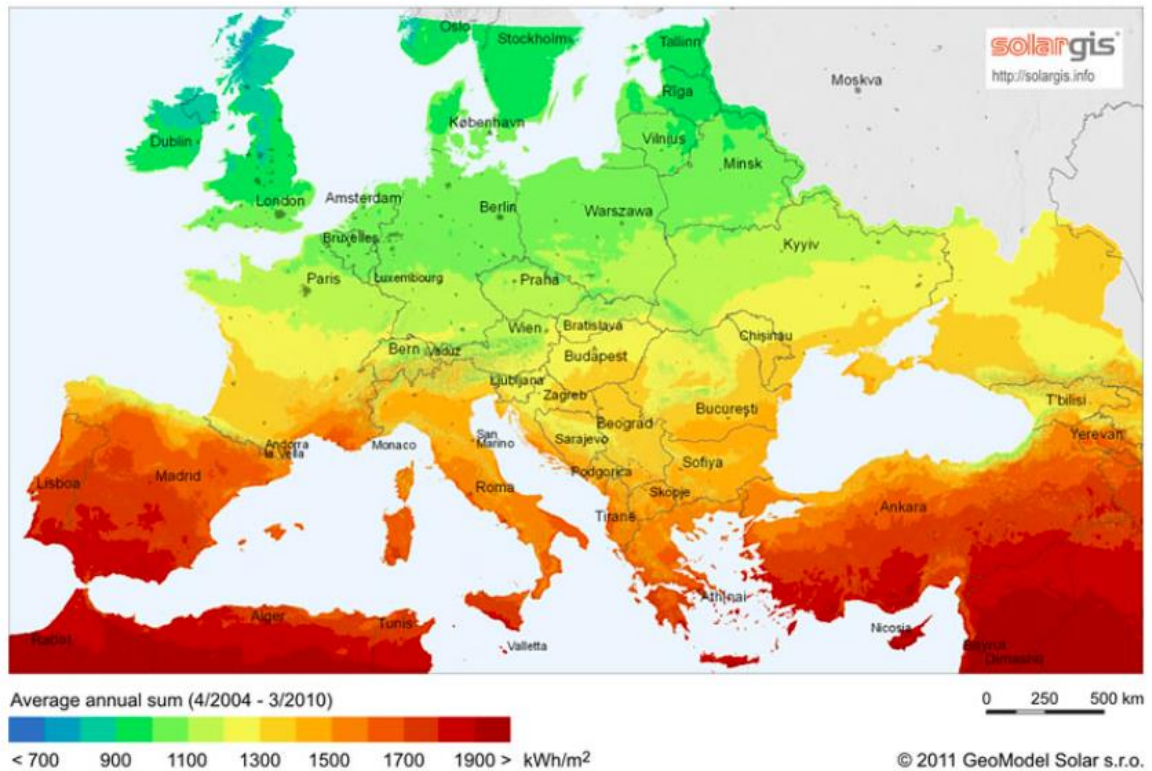 Oslo
Stockholm
Tallinn
solargis
http://solargis.info
Moskva
Rīga
København
Vilnius
Dublin
Minsk
London
Amsterdam
Berlin
Warszawa
Bruxelles
Kyyiv
Paris
Luxembourg
Praha
Wien
Bratislava
Chişinău
Bern
Vaduz
Budapest
Ljubljana
Zagreb
T'bilisi
Bucureşti
Beograd
Andorra
la Vella
Monaco
San
Marino
Sarajevo
Yerevan
Sofiya
Podgorica
Madrid
Lisboa
Roma
Skopje
Ankara
Tiranë
Athínai
Alger
Tunis
Nicosia
Rabat
Valletta
Beyrut
Dimashq
Average annual sum (4/2004 - 3/2010)
0 250 500 km
< 700 900 1100 1300 1500 1700 1900 > kWh/m²
© 2011 GeoModel Solar s.r.o.